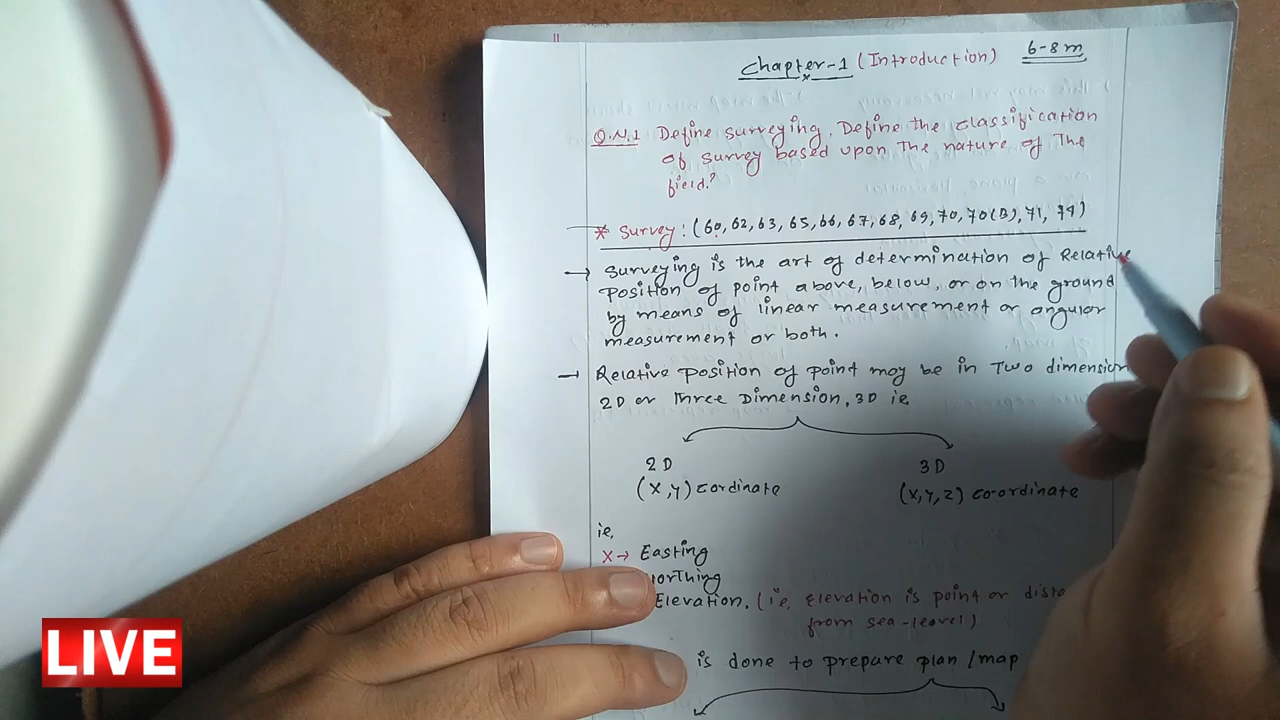 Chapter-1 (Introduction) 6-8m
Q.N.1 Define surveying. Define the classification
of survey based upon the nature of the
field?
* Survey: (60, 62, 63, 65, 66, 67, 68, 69, 70, 70(B), 71, 74)
→ Surveying is the art of determination of Relative
Position of point above, below, or on the ground
by means of linear measurement or angular
measurement or both.
→ Relative position of point may be in Two dimension
2D or three Dimension, 3D ie
2D 3D
(X,Y) cordinate (X,Y,Z) co-ordinate
ie,
X→ Easting
orthing
Elevation. (ie, Elevation is point or dista
from sea-leavel)
is done to prepare plan/map
LIVE